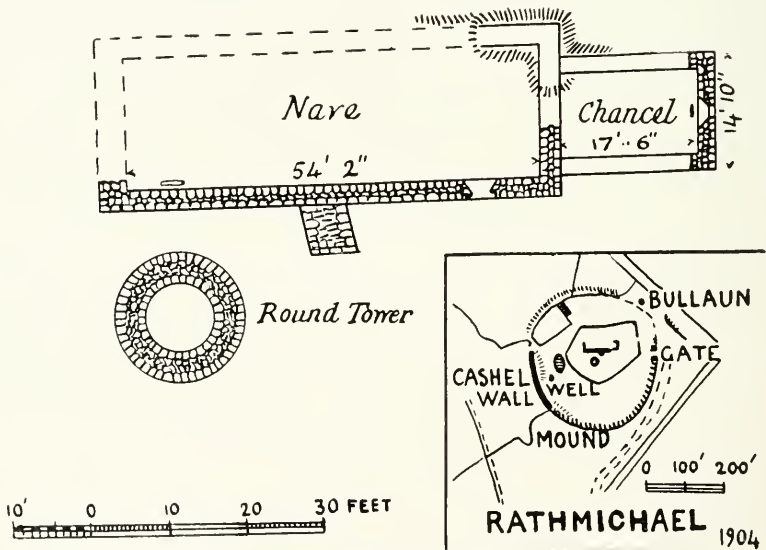 Nave
54' 2"
Chancel
17'·· 6"
14' 10"
Round Tower
BULLAUN
GATE
CASHEL
WALL
WELL
MOUND
0 100' 200'
RATHMICHAEL
1904
10' 0 10 20 30 FEET